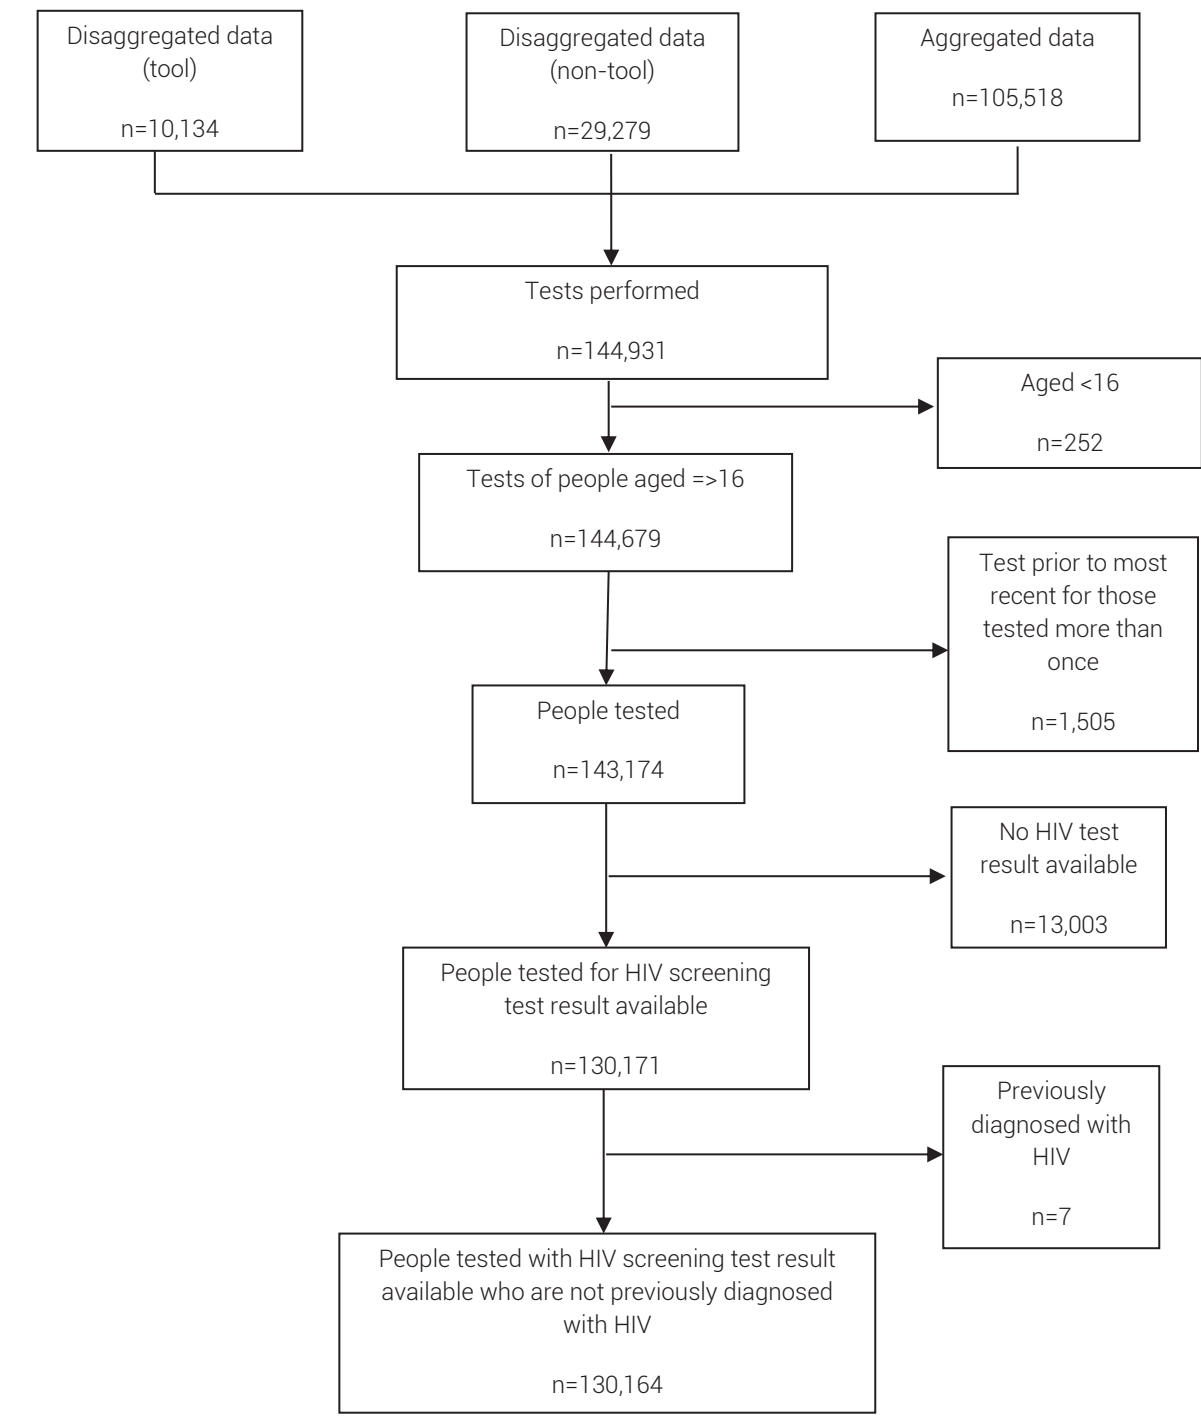 Disaggregated data
(tool)
n=10,134
Disaggregated data
(non-tool)
n=29,279
Aggregated data
n=105,518
Tests performed
n=144,931
Aged <16
n=252
Tests of people aged =>16
n=144,679
Test prior to most
recent for those
tested more than
once
n=1,505
People tested
n=143,174
No HIV test
result available
n=13,003
People tested for HIV screening
test result available
n=130,171
Previously
diagnosed with
HIV
n=7
People tested with HIV screening test result
available who are not previously diagnosed
with HIV
n=130,164